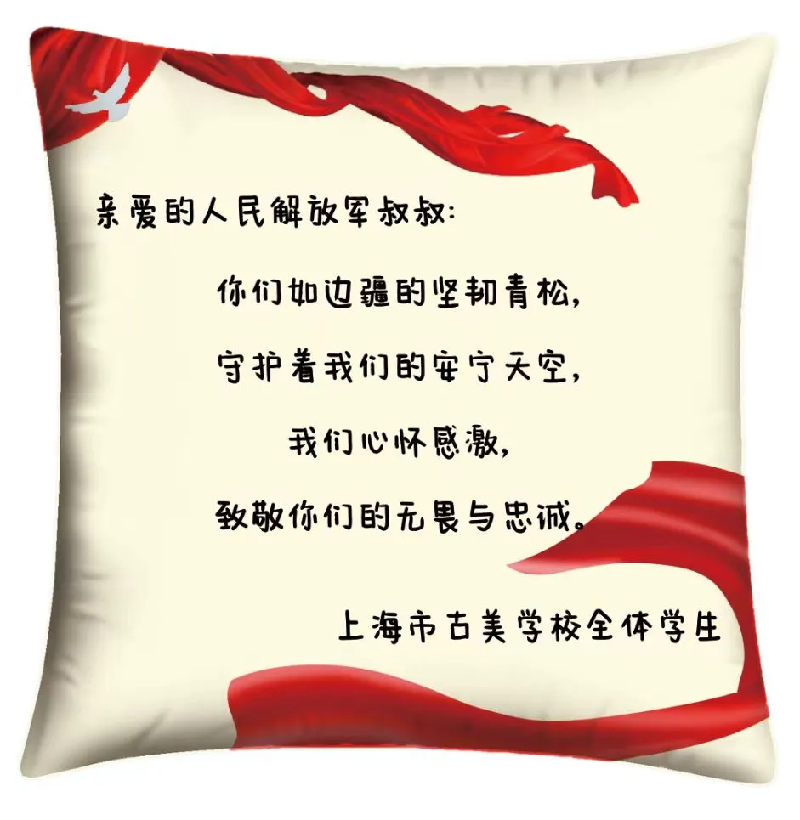 亲爱的人民解放军叔叔:
你们如边疆的坚韧青松,
守护着我们的安宁天空,
我们心怀感激,
致敬你们的无畏与忠诚。
上海市古美学校全体学生